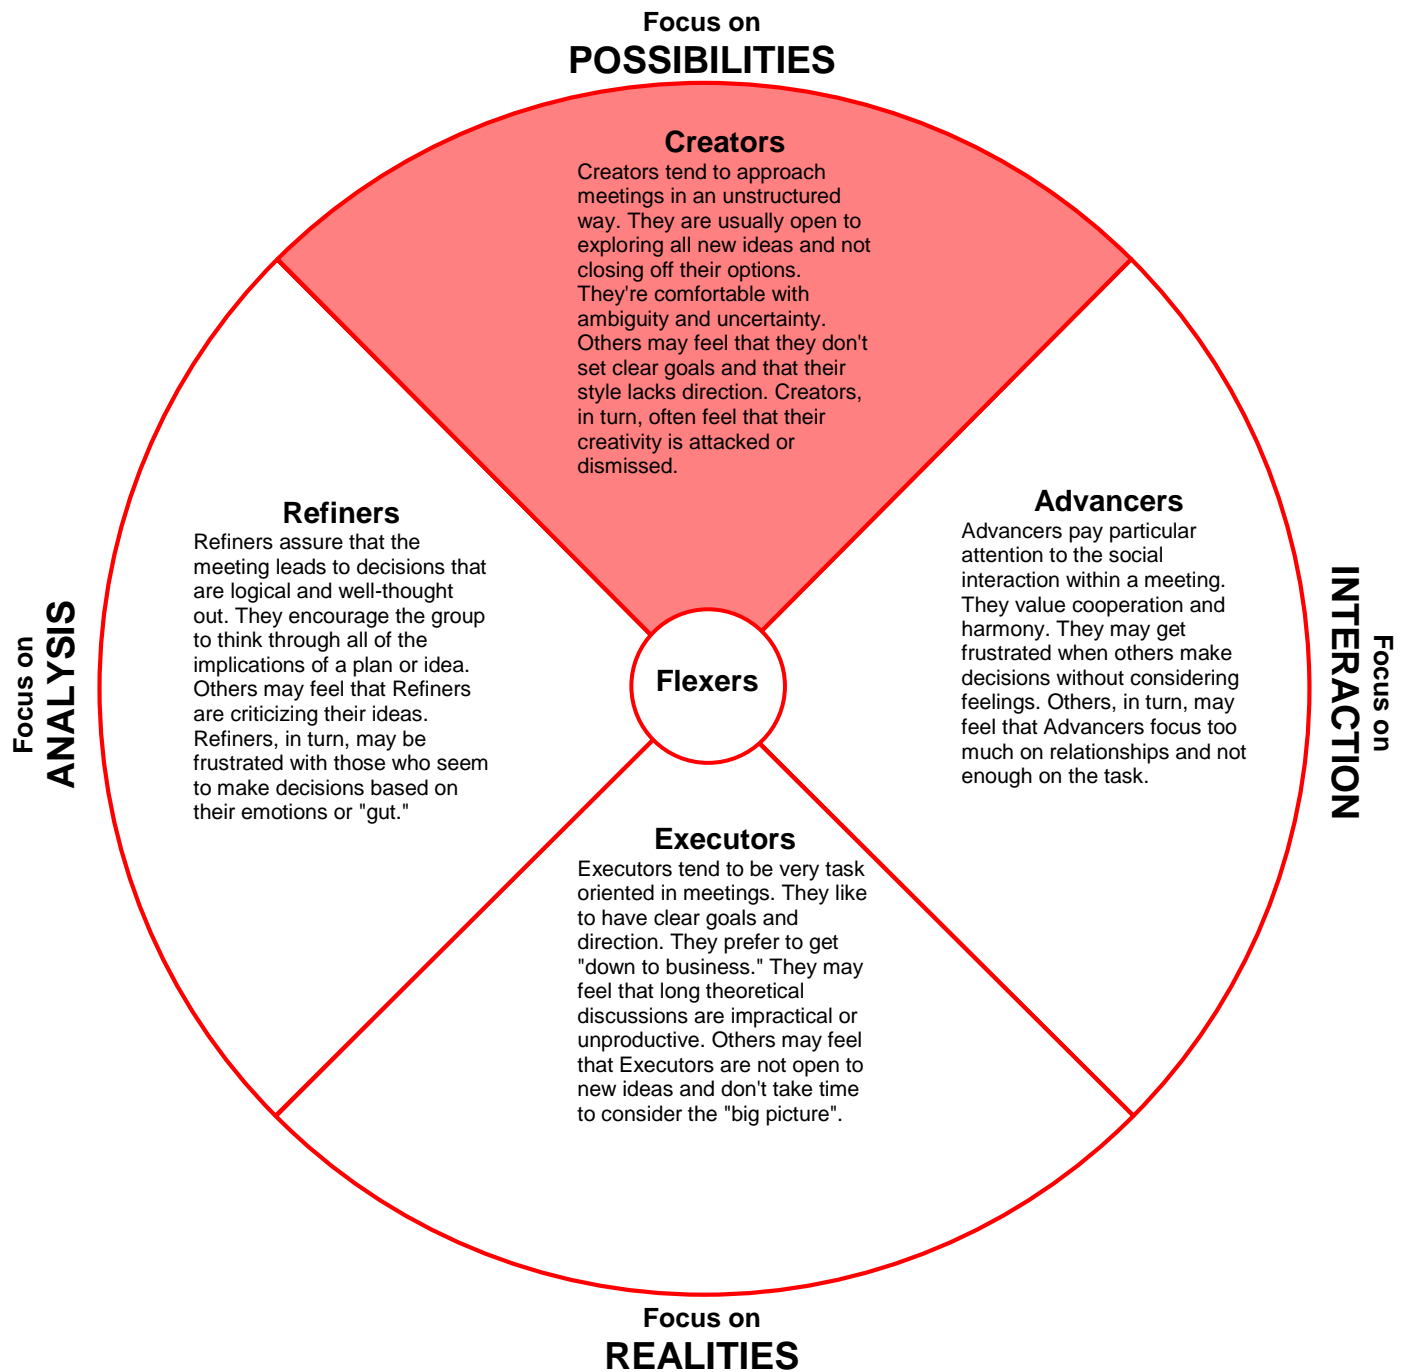 Focus on
POSSIBILITIES
Creators
Creators tend to approach
meetings in an unstructured
way. They are usually open to
exploring all new ideas and not
closing off their options.
They're comfortable with
ambiguity and uncertainty.
Others may feel that they don't
set clear goals and that their
style lacks direction. Creators,
in turn, often feel that their
creativity is attacked or
dismissed.
Focus on
ANALYSIS
Refiners
Refiners assure that the
meeting leads to decisions that
are logical and well-thought
out. They encourage the group
to think through all of the
implications of a plan or idea.
Others may feel that Refiners
are criticizing their ideas.
Refiners, in turn, may be
frustrated with those who seem
to make decisions based on
their emotions or "gut."
Flexers
Advancers
Advancers pay particular
attention to the social
interaction within a meeting.
They value cooperation and
harmony. They may get
frustrated when others make
decisions without considering
feelings. Others, in turn, may
feel that Advancers focus too
much on relationships and not
enough on the task.
Focus on
INTERACTION
Executors
Executors tend to be very task
oriented in meetings. They like
to have clear goals and
direction. They prefer to get
"down to business." They may
feel that long theoretical
discussions are impractical or
unproductive. Others may feel
that Executors are not open to
new ideas and don't take time
to consider the "big picture".
Focus on
REALITIES